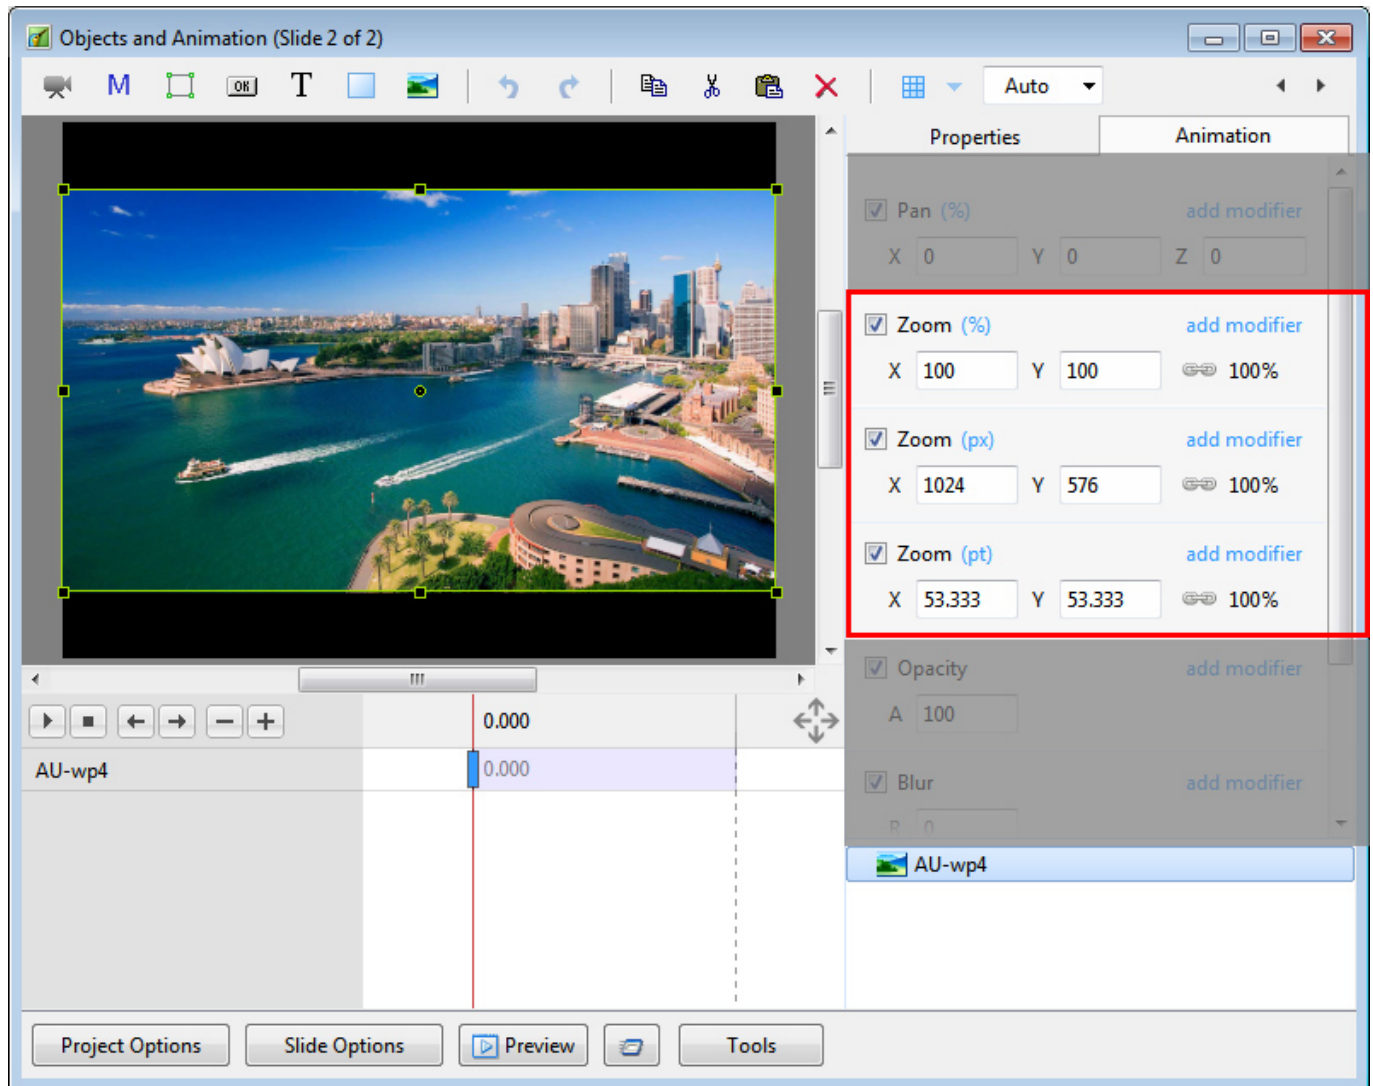 Objects and Animation (Slide 2 of 2)
M OK T Auto
Properties Animation
Pan (%) add modifier
X 0 Y 0 Z 0
Zoom (%) add modifier
X 100 Y 100 100%
Zoom (px) add modifier
X 1024 Y 576 100%
Zoom (pt) add modifier
X 53.333 Y 53.333 100%
Opacity add modifier
A 100
Blur add modifier
R 0
0.000
AU-wp4 0.000
AU-wp4
Project Options Slide Options Preview Tools